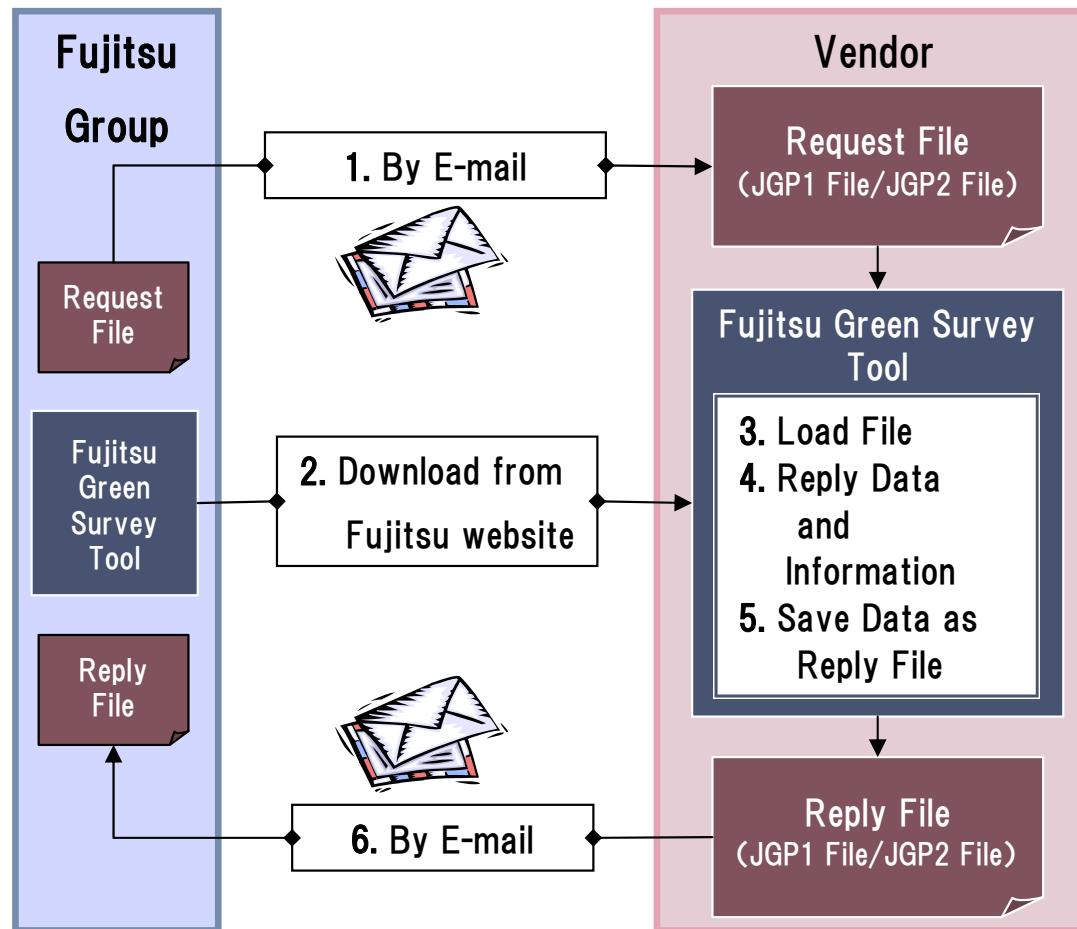 Fujitsu
Group
Vendor
1. By E-mail
Request File
(JGP1 File/JGP2 File)
Request
File
Fujitsu Green Survey
Tool
Fujitsu
Green
Survey
Tool
2. Download from
Fujitsu website
3. Load File
4. Reply Data
and
Information
5. Save Data as
Reply File
Reply
File
6. By E-mail
Reply File
(JGP1 File/JGP2 File)